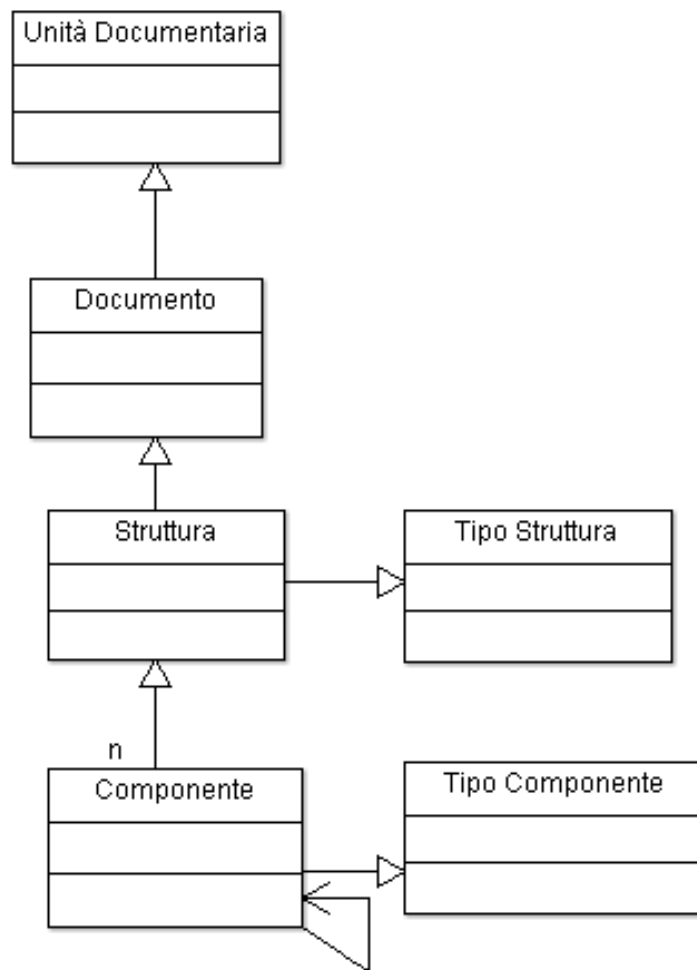 Unità Documentaria
Documento
Struttura
Tipo Struttura
n
Componente
Tipo Componente